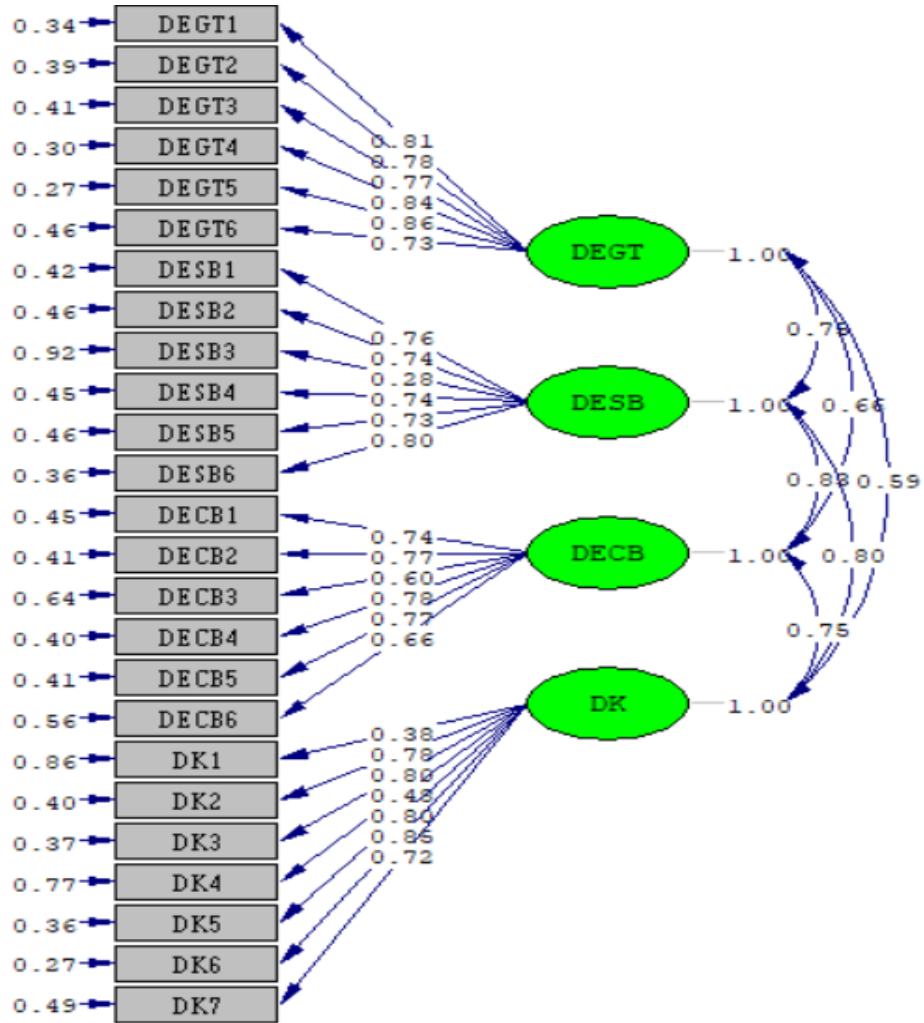 0.34 DEGT1
0.39 DEGT2
0.41 DEGT3
0.30 DEGT4
0.27 DEGT5
0.46 DEGT6
0.42 DESB1
0.46 DESB2
0.92 DESB3
0.45 DESB4
0.46 DESB5
0.36 DESB6
0.45 DECB1
0.41 DECB2
0.64 DECB3
0.40 DECB4
0.41 DECB5
0.56 DECB6
0.86 DK1
0.40 DK2
0.37 DK3
0.77 DK4
0.36 DK5
0.27 DK6
0.49 DK7
0.81
0.78
0.77
0.84
0.86
0.73
0.76
0.74
0.28
0.74
0.73
0.80
0.74
0.77
0.60
0.78
0.77
0.66
0.38
0.78
0.80
0.48
0.80
0.85
0.72
DEGT 1.00
DESB 1.00
DECB 1.00
DK 1.00
0.66
0.59
0.80
0.75